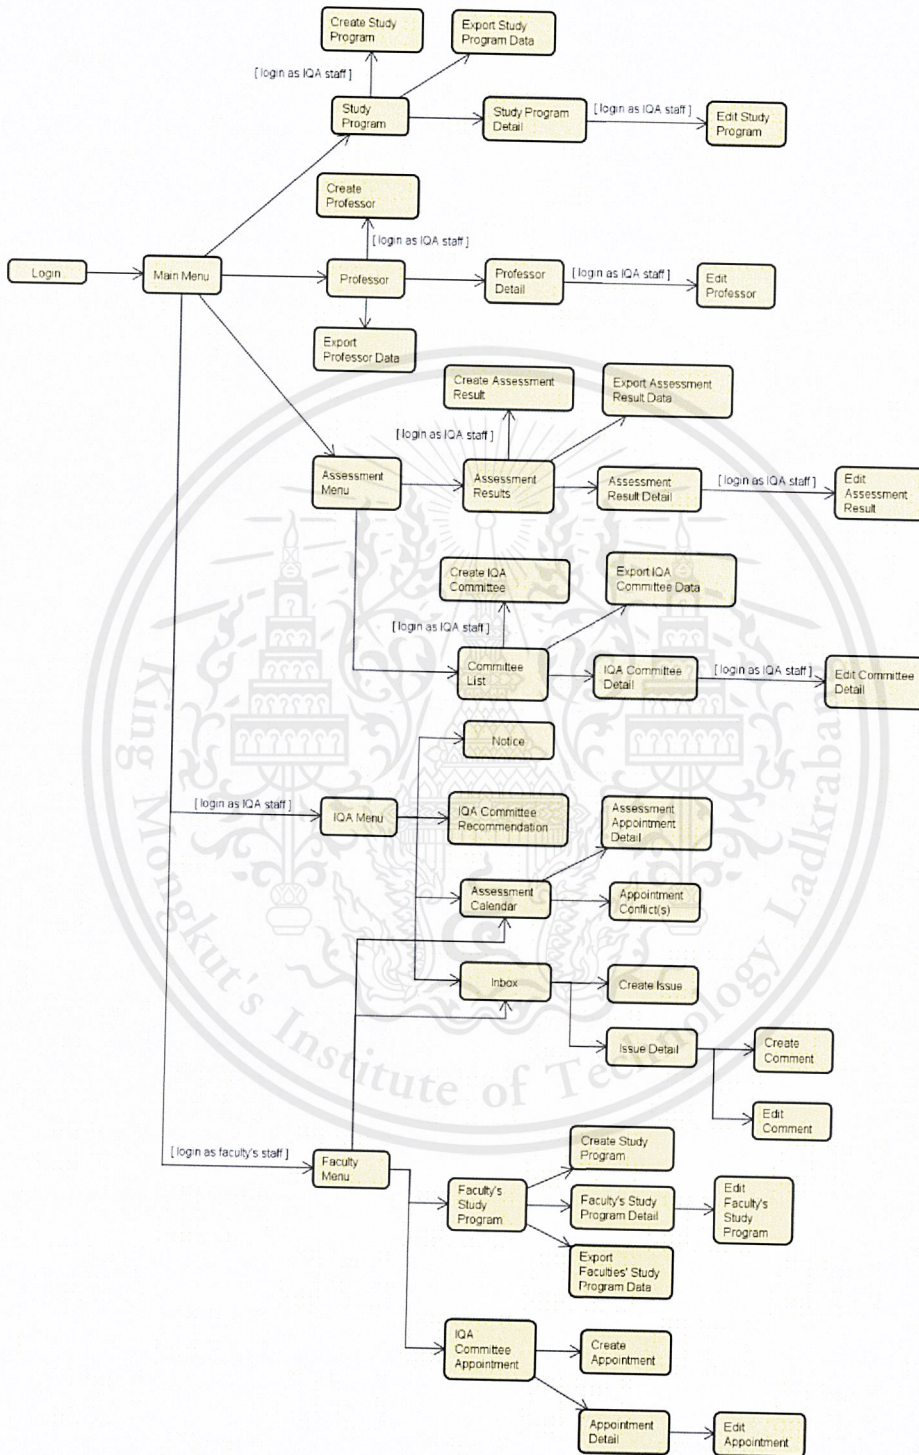 Create Study
Program
Export Study
Program Data
[ login as IQA staff ]
Study
Program
Study Program
Detail
[ login as IQA staff ]
Edit Study
Program
Create
Professor
[ login as IQA staff ]
Login
Main Menu
Professor
Professor
Detail
[ login as IQA staff ]
Edit
Professor
Export
Professor Data
Create Assessment
Result
Export Assessment
Result Data
[ login as IQA staff ]
Assessment
Menu
Assessment
Results
Assessment
Result Detail
[ login as IQA staff ]
Edit
Assessment
Result
Create IQA
Committee
Export IQA
Committee Data
[ login as IQA staff ]
Committee
List
IQA Committee
Detail
[ login as IQA staff ]
Edit Committee
Detail
Notice
[ login as IQA staff ]
IQA Menu
IQA Committee
Recommendation
Assessment
Appointment
Detail
Assessment
Calendar
Appointment
Conflict(s)
Inbox
Create Issue
Issue Detail
Create
Comment
Edit
Comment
[ login as faculty's staff ]
Faculty
Menu
Create Study
Program
Faculty's
Study
Program
Faculty's Study
Program Detail
Edit
Faculty's
Study
Program
Export
Faculties' Study
Program Data
IQA
Committee
Appointment
Create
Appointment
Appointment
Detail
Edit
Appointment
King Mongkut's Institute of Technology Ladkrabang